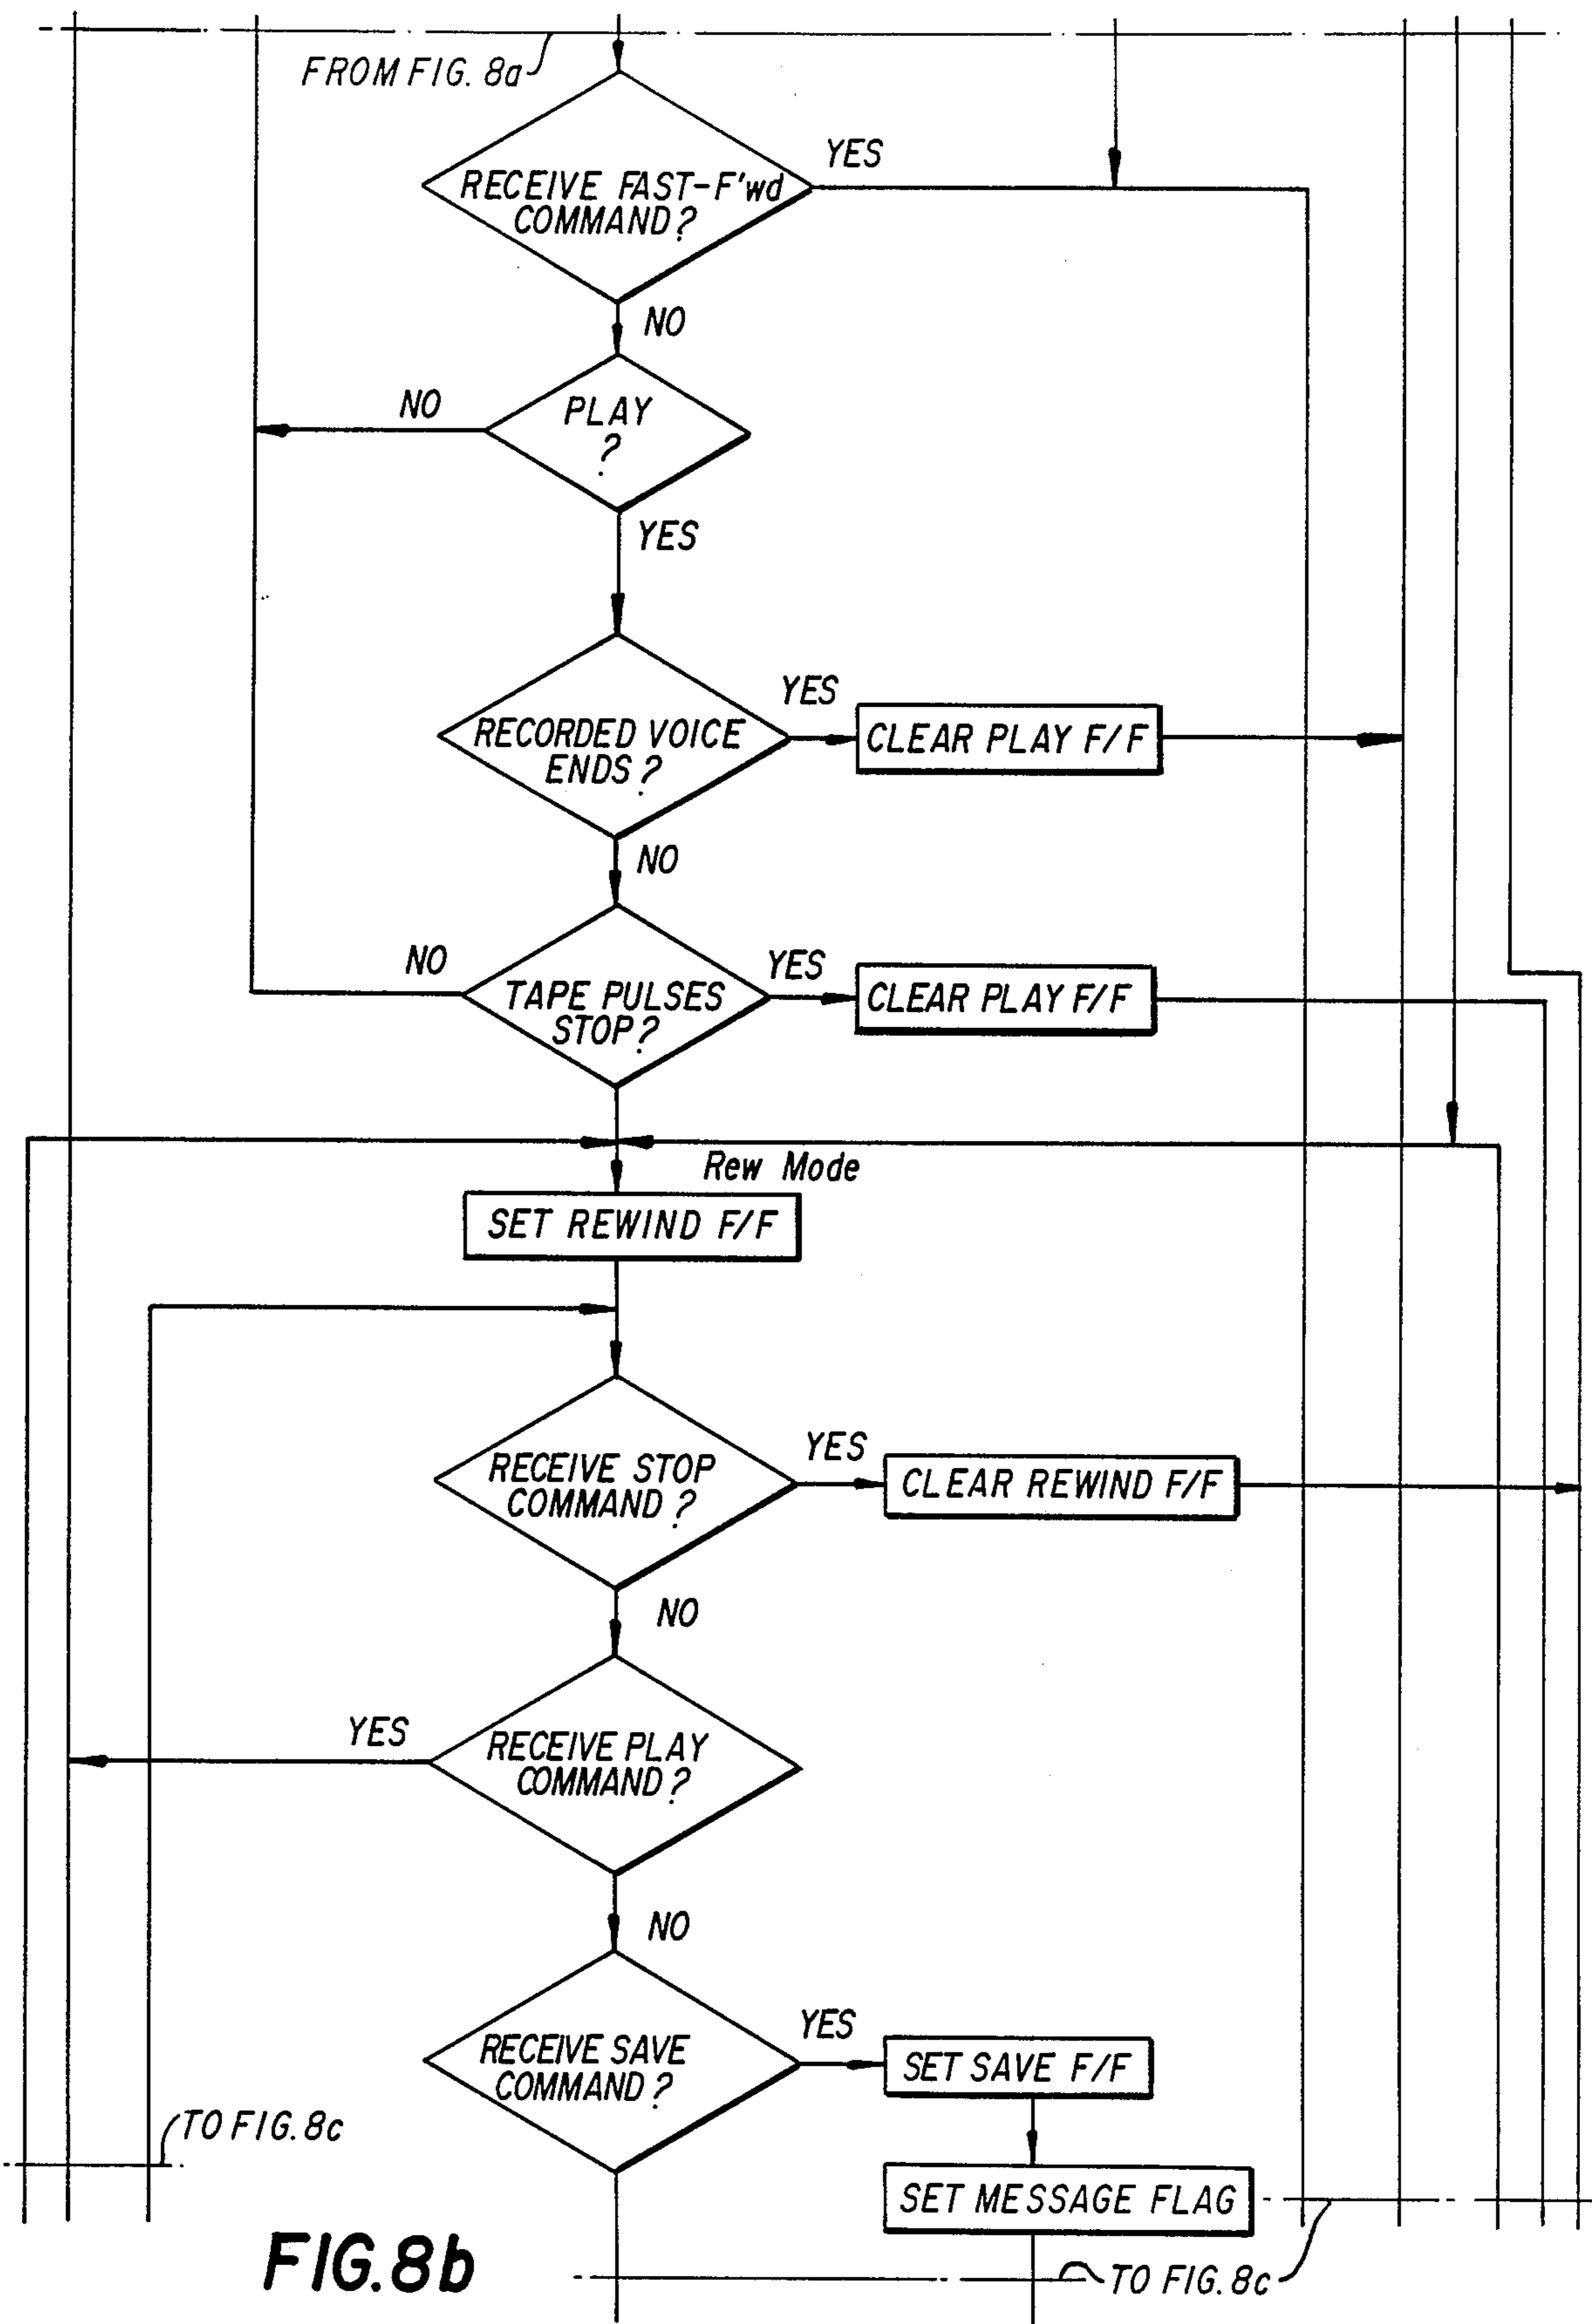 FROM FIG. 8a
YES
RECEIVE FAST-F'wd
COMMAND?
NO
NO
PLAY
?
YES
YES
RECORDED VOICE
ENDS?
CLEAR PLAY F/F
NO
NO
YES
TAPE PULSES
STOP?
CLEAR PLAY F/F
Rew Mode
SET REWIND F/F
YES
RECEIVE STOP
COMMAND?
CLEAR REWIND F/F
NO
YES
RECEIVE PLAY
COMMAND?
NO
YES
RECEIVE SAVE
COMMAND?
SET SAVE F/F
TO FIG. 8c
SET MESSAGE FLAG
FIG. 8b
TO FIG. 8c